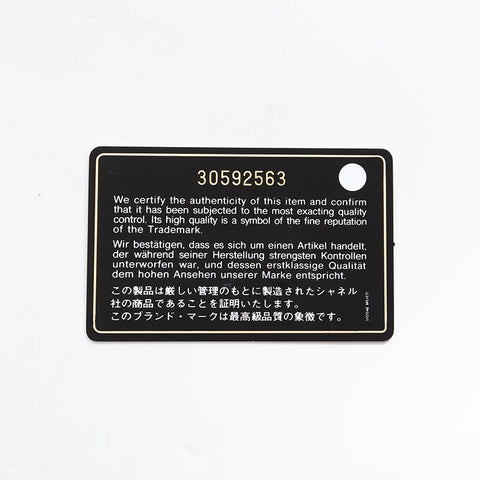 30592563
We certify the authenticity of this item and confirm
that it has been subjected to the most exacting quality
control. Its high quality is a symbol of the fine reputation
of the Trademark.
Wir bestätigen, dass es sich um einen Artikel handelt,
der während seiner Herstellung strengsten Kontrollen
unterworfen war, und dessen erstklassige Qualität
dem hohen Ansehen unserer Marke entspricht.
この製品は厳しい管理のもとに製造されたシャネル
社の商品であることを証明いたします。
このブランド・マークは最高級品質の象徴です。